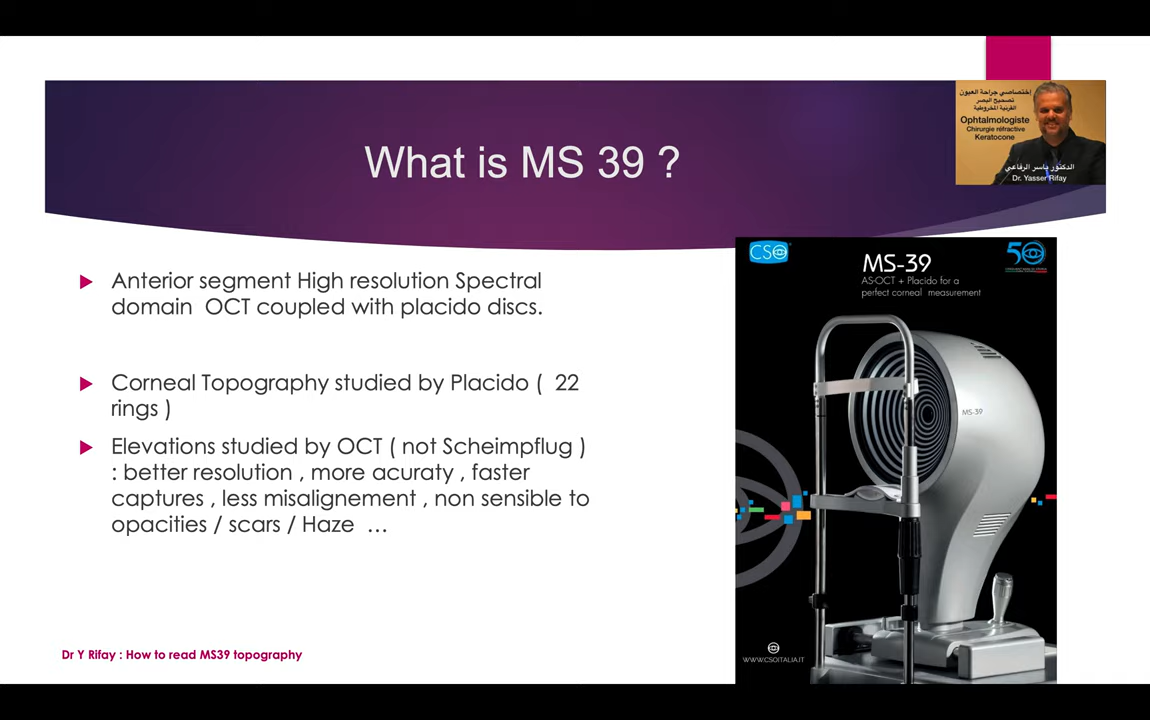 What is MS 39 ?
إختصاصي جراحة العيون
تصحيح البصر
القرنية المخروطية
Ophtalmologiste
Chirurgie réfractive
Keratocone
الدكتور ياسر الرفاعي
Dr. Yasser Rifay
Anterior segment High resolution Spectral
domain OCT coupled with placido discs.
Corneal Topography studied by Placido ( 22
rings )
Elevations studied by OCT ( not Scheimpflug )
: better resolution , more acuraty , faster
captures , less misalignement , non sensible to
opacities / scars / Haze …
CSO
50
MS-39
AS-OCT + Placido for a
perfect corneal measurement
MS-39
WWW.CSOITALIA.IT
Dr Y Rifay : How to read MS39 topography